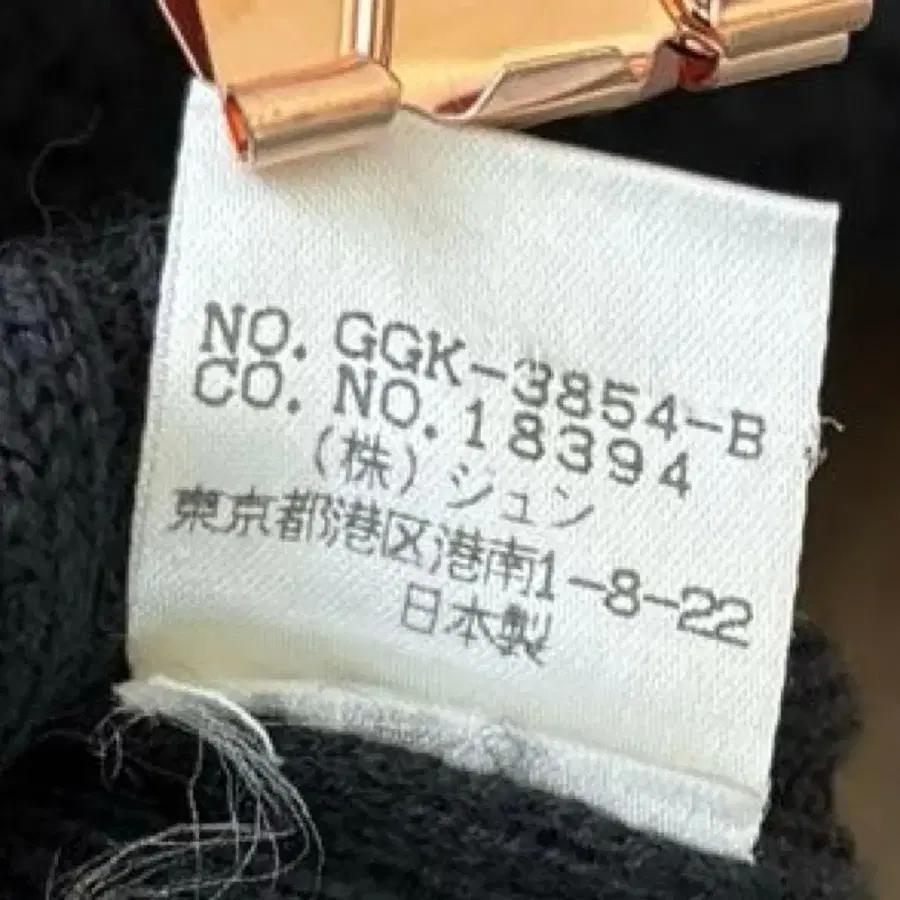 NO. GGK-3854-B
CO. NO. 18394
(株) ジュン
東京都港区港南1-8-22
日本製